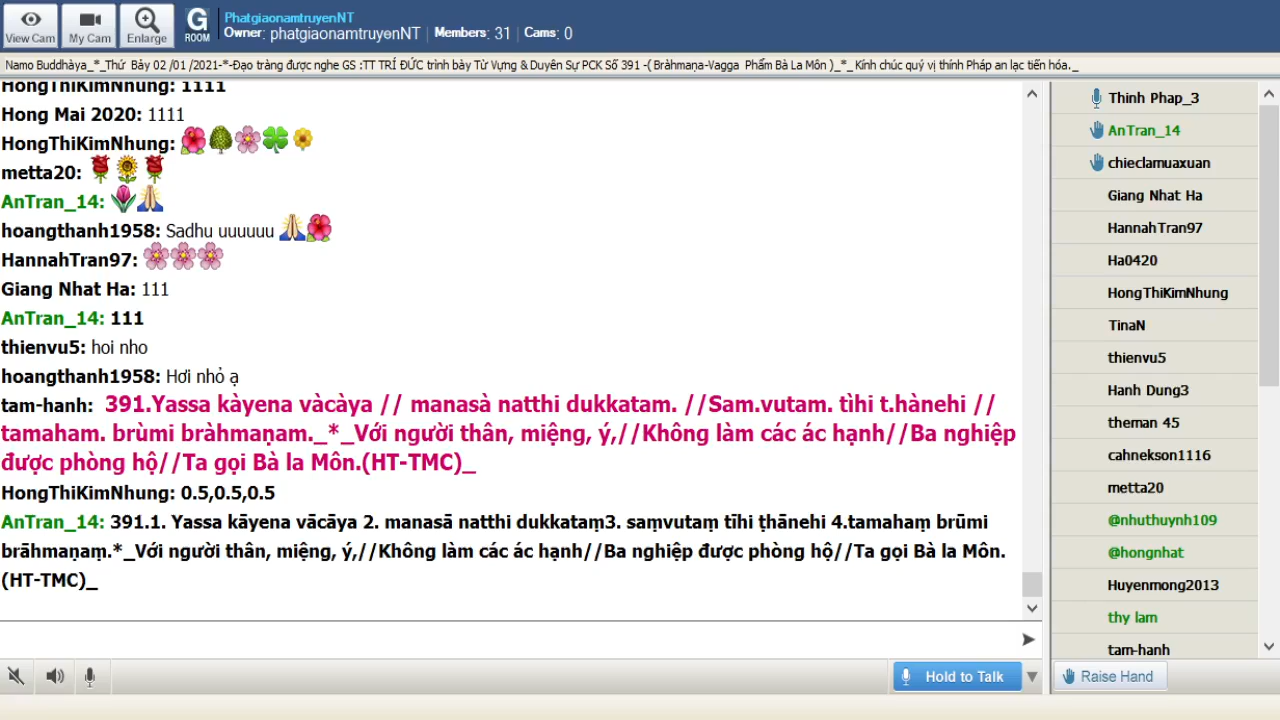 View Cam
My Cam
Enlarge
G
ROOM
PhatgiaonamtruyenNT
Owner: phatgiaonamtruyenNT | Members: 31 | Cams: 0
Namo Buddhàya_*_Thứ Bảy 02 /01 /2021-*-Đạo tràng được nghe GS :TT TRÍ ĐỨC trình bày Từ Vựng & Duyên Sự PCK Số 391 -( Bràhmaṇa-Vagga Phẩm Bà La Môn )_*_ Kính chúc quý vị thính Pháp an lạc tiến hóa._
HongThiKimNhung: 1111
Hong Mai 2020: 1111
HongThiKimNhung:
metta20:
AnTran_14:
hoangthanh1958: Sadhu uuuuuu
HannahTran97:
Giang Nhat Ha: 111
AnTran_14: 111
thienvu5: hoi nho
hoangthanh1958: Hơi nhỏ ạ
tam-hanh: 391.Yassa kàyena vàcàya // manasà natthi dukkatam. //Sam.vutam. tìhi t.hànehi //
tamaham. brùmi bràhmaṇam._*_Với người thân, miệng, ý,//Không làm các ác hạnh//Ba nghiệp
được phòng hộ//Ta gọi Bà la Môn.(HT-TMC)_
HongThiKimNhung: 0.5,0.5,0.5
AnTran_14: 391.1. Yassa kāyena vācāya 2. manasā natthi dukkataṃ3. saṃvutaṃ tīhi ṭhānehi 4.tamahaṃ brūmi
brāhmaṇaṃ.*_Với người thân, miệng, ý,//Không làm các ác hạnh//Ba nghiệp được phòng hộ//Ta gọi Bà la Môn.
(HT-TMC)_
Hold to Talk
Thinh Phap_3
AnTran_14
chieclamuaxuan
Giang Nhat Ha
HannahTran97
Ha0420
HongThiKimNhung
TinaN
thienvu5
Hanh Dung3
theman 45
cahnekson1116
metta20
@nhuthuynh109
@hongnhat
Huyenmong2013
thy lam
tam-hanh
Raise Hand